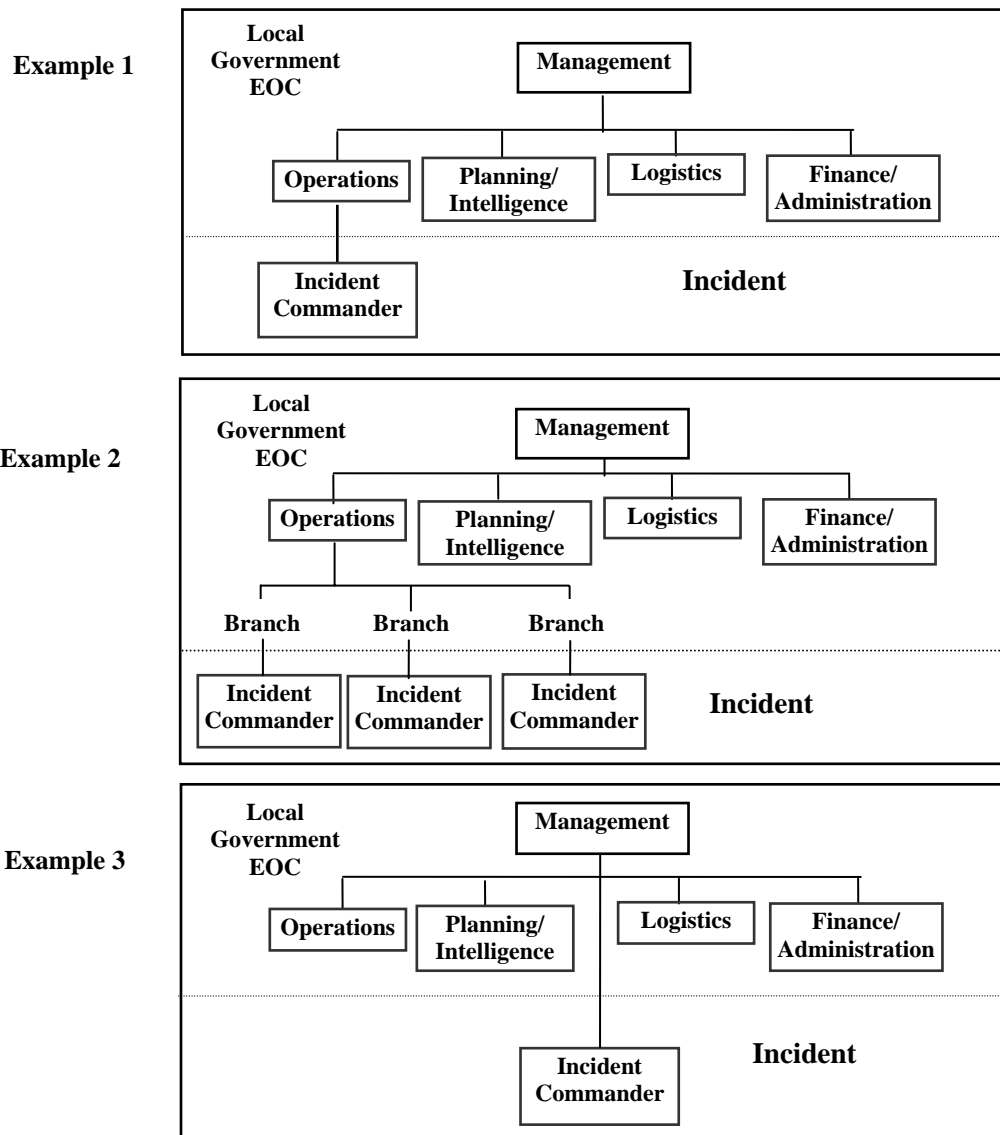 Example 1
Local
Government
EOC
Management
Operations
Planning/
Intelligence
Logistics
Finance/
Administration
Incident
Commander
Incident
Example 2
Local
Government
EOC
Management
Operations
Planning/
Intelligence
Logistics
Finance/
Administration
Branch
Branch
Branch
Incident
Commander
Incident
Commander
Incident
Commander
Incident
Example 3
Local
Government
EOC
Management
Operations
Planning/
Intelligence
Logistics
Finance/
Administration
Incident
Incident
Commander